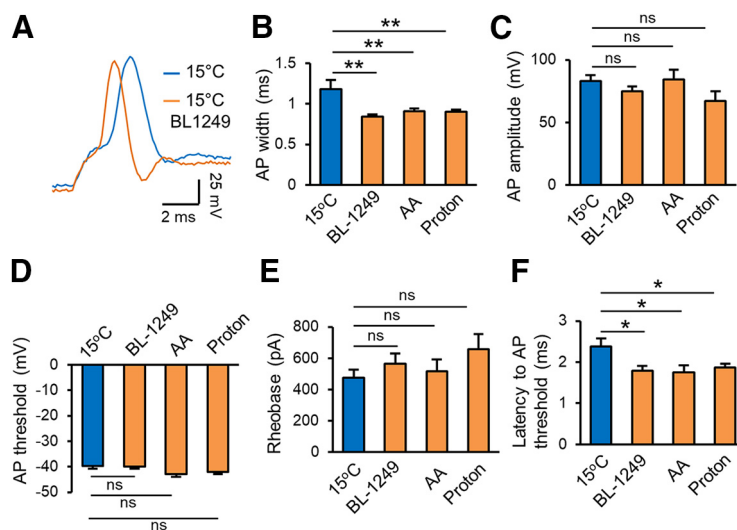 A
15°C
15°C
BL1249
25 mV
2 ms
B
**
**
**
AP width (ms)
1.5
1
0.5
0
15°C
BL-1249
AA
Proton
C
ns
ns
ns
AP amplitude (mV)
100
50
0
15°C
BL-1249
AA
Proton
D
15°C
BL-1249
AA
Proton
AP threshold (mV)
0
-10
-20
-30
-40
-50
ns
ns
ns
E
ns
ns
ns
Rheobase (pA)
800
600
400
200
0
15°C
BL-1249
AA
Proton
F
*
*
*
Latency to AP
threshold (ms)
3
2
1
0
15°C
BL-1249
AA
Proton